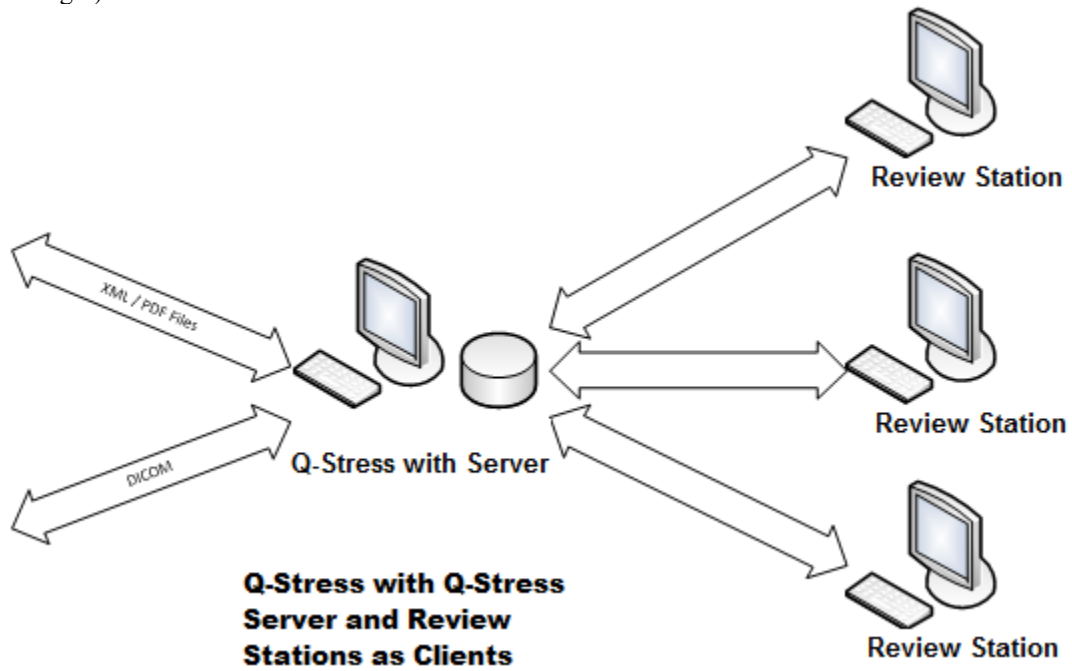 Review Station
XML / PDF Files
Review Station
Q-Stress with Server
DICOM
Q-Stress with Q-Stress
Server and Review
Stations as Clients
Review Station